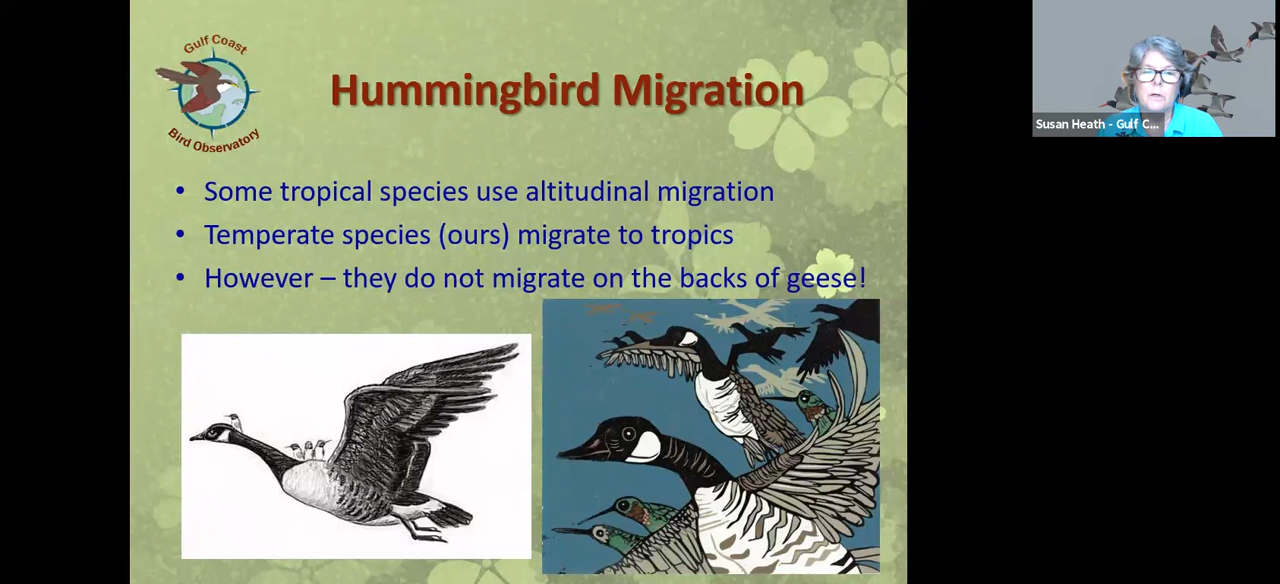 Gulf Coast
Bird Observatory
Hummingbird Migration
• Some tropical species use altitudinal migration
• Temperate species (ours) migrate to tropics
• However – they do not migrate on the backs of geese!
Susan Heath - Gulf C...